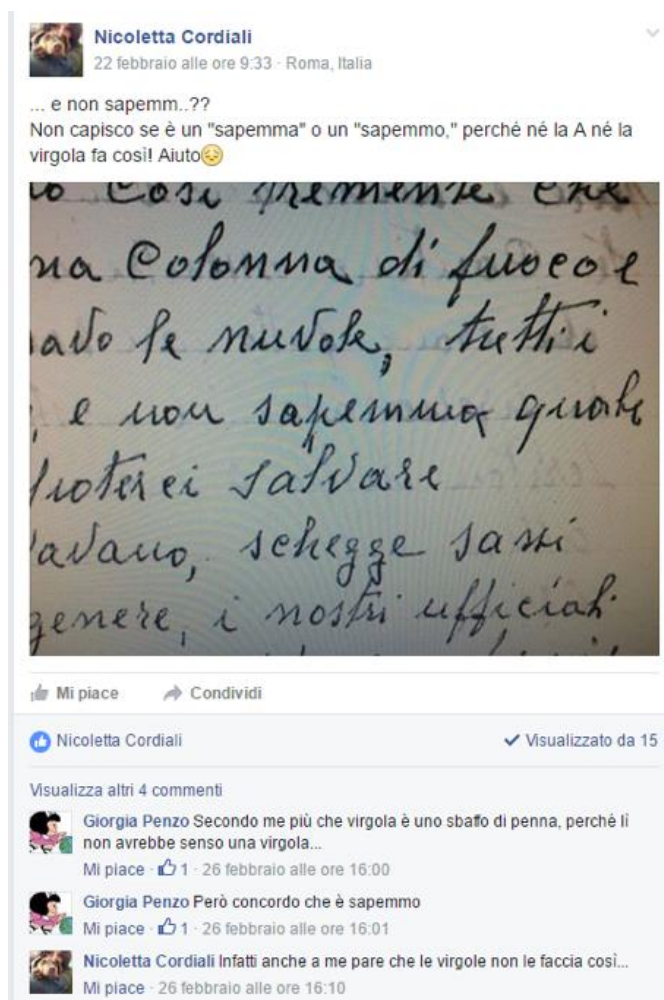 Nicoletta Cordiali
22 febbraio alle ore 9:33 · Roma, Italia
... e non sapemm..??
Non capisco se è un "sapemma" o un "sapemmo," perché né la A né la
virgola fa così! Aiuto😔
to così tremente che
na Colonna di fuoco e
avo le nuvole, tutti i
, e non sapemmo quale
poterci salvare
avano, schegge sassi
genere, i nostri ufficiali
Mi piace Condividi
Nicoletta Cordiali Visualizzato da 15
Visualizza altri 4 commenti
Giorgia Penzo Secondo me più che virgola è uno sbaffo di penna, perchè lì
non avrebbe senso una virgola...
Mi piace · 1 · 26 febbraio alle ore 16:00
Giorgia Penzo Però concordo che è sapemmo
Mi piace · 1 · 26 febbraio alle ore 16:01
Nicoletta Cordiali Infatti anche a me pare che le virgole non le faccia così...
Mi piace · 26 febbraio alle ore 16:10